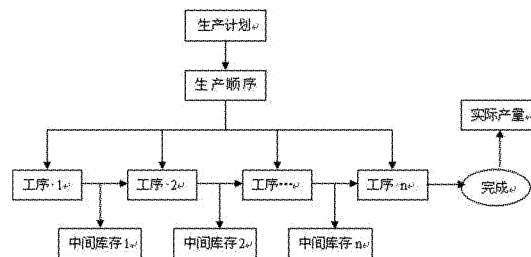 生产计划
生产顺序
实际产量
工序·1
工序·2
工序···
工序·n
完成
中间库存1
中间库存2
中间库存n